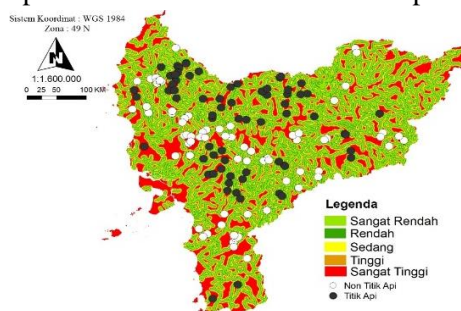 Sistem Koordinat : WGS 1984
Zona : 49 N
N
1:1.600.000
0 25 50 100 KM
Legenda
Sangat Rendah
Rendah
Sedang
Tinggi
Sangat Tinggi
Non Titik Api
Titik Api